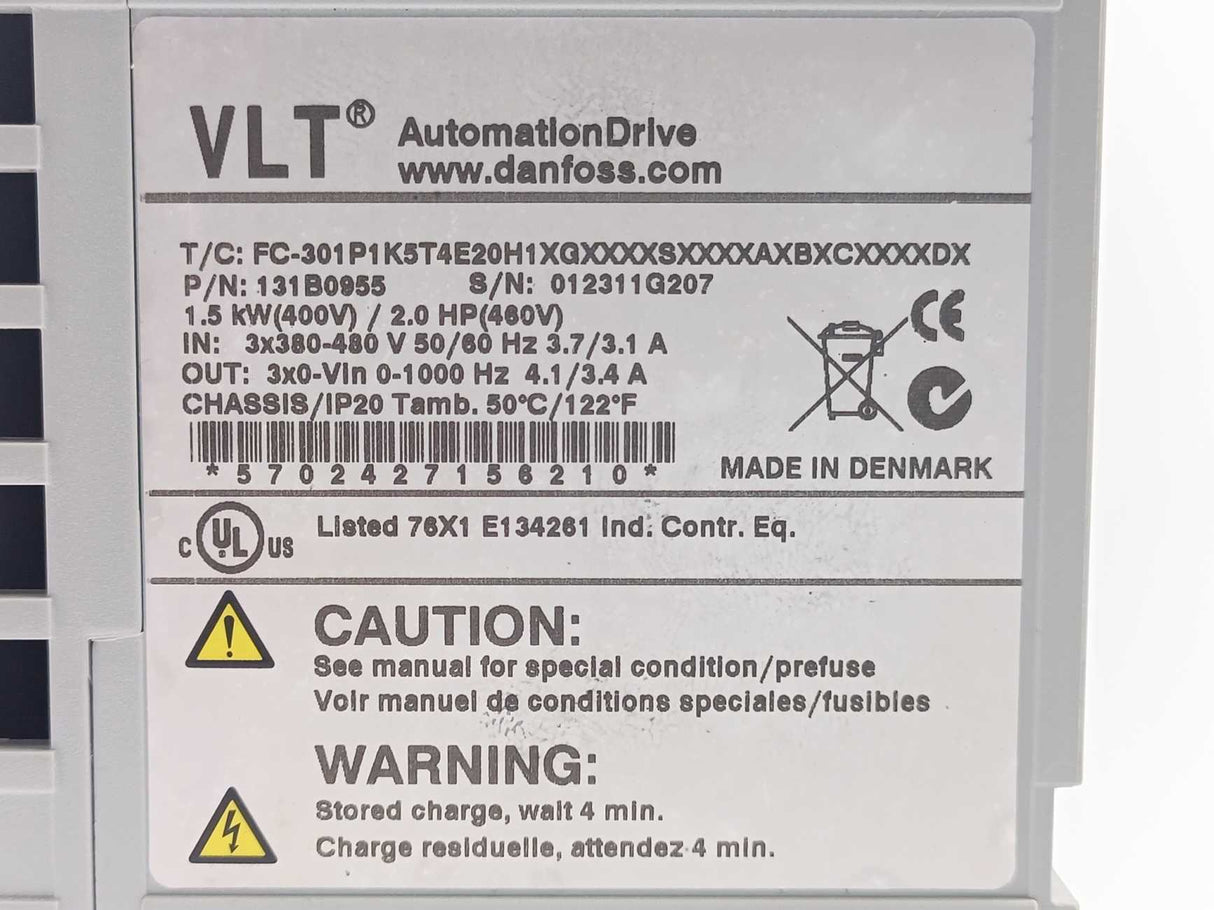 VLT® AutomationDrive
www.danfoss.com
T/C: FC-301P1K5T4E20H1XGXXXXSXXXXAXBXCXXXXDX
P/N: 131B0955 S/N: 012311G207
1.5 kW(400V) / 2.0 HP(460V)
IN: 3x380-480 V 50/60 Hz 3.7/3.1 A
OUT: 3x0-Vin 0-1000 Hz 4.1/3.4 A
CHASSIS/IP20 Tamb. 50°C/122°F
CE
*5702427156210*
MADE IN DENMARK
c UL US Listed 76X1 E134261 Ind. Contr. Eq.
CAUTION:
See manual for special condition/prefuse
Voir manuel de conditions speciales/fusibles
WARNING:
Stored charge, wait 4 min.
Charge residuelle, attendez 4 min.